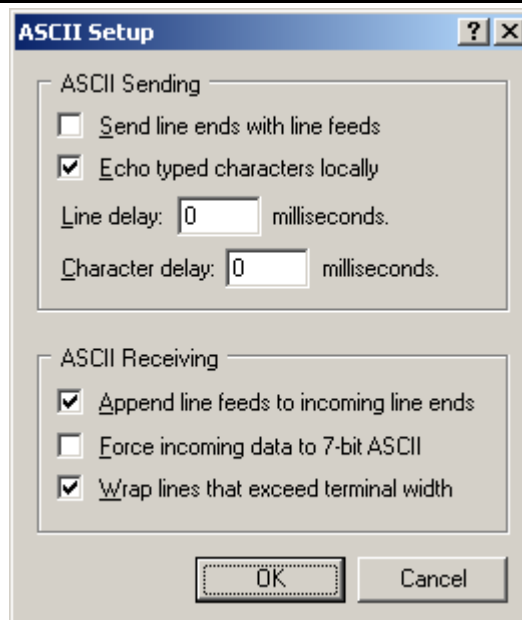 ASCII Setup
ASCII Sending
Send line ends with line feeds
Echo typed characters locally
Line delay: 0 milliseconds.
Character delay: 0 milliseconds.
ASCII Receiving
Append line feeds to incoming line ends
Force incoming data to 7-bit ASCII
Wrap lines that exceed terminal width
OK Cancel